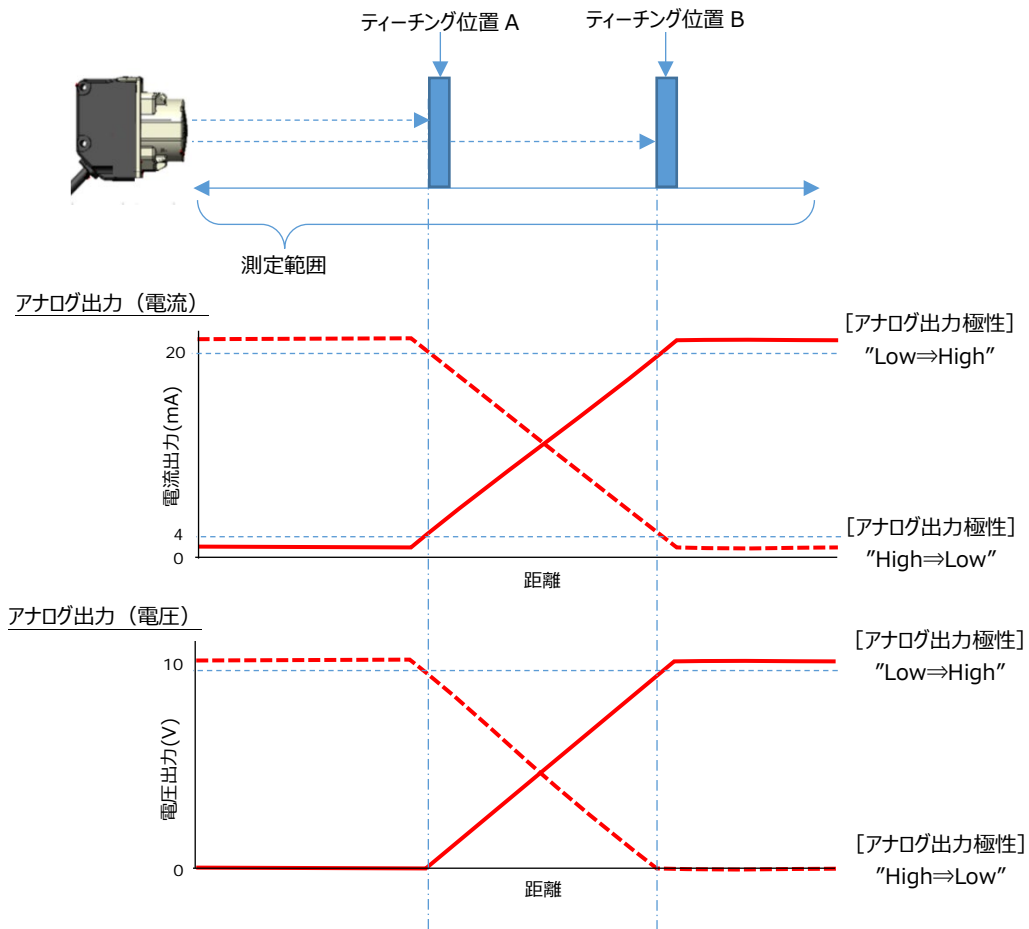 ティーチング位置 A
ティーチング位置 B
測定範囲
アナログ出力（電流）
20
電流出力(mA)
4
0
距離
[アナログ出力極性]
”Low⇒High”
[アナログ出力極性]
”High⇒Low”
アナログ出力（電圧）
10
電圧出力(V)
0
距離
[アナログ出力極性]
”Low⇒High”
[アナログ出力極性]
”High⇒Low”